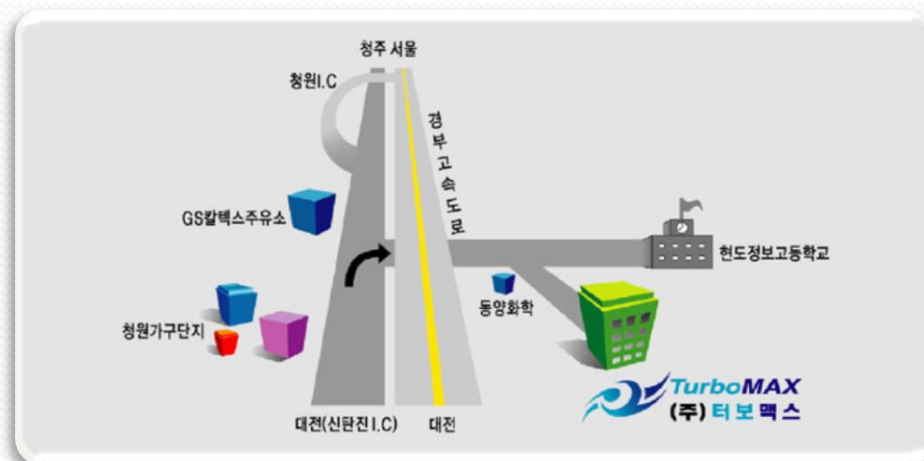 청주 서울
청원I.C
경부고속도로
GS칼텍스주유소
현도정보고등학교
동양화학
청원가구단지
TurboMAX
(주)터보맥스
대전(신탄진I.C) 대전